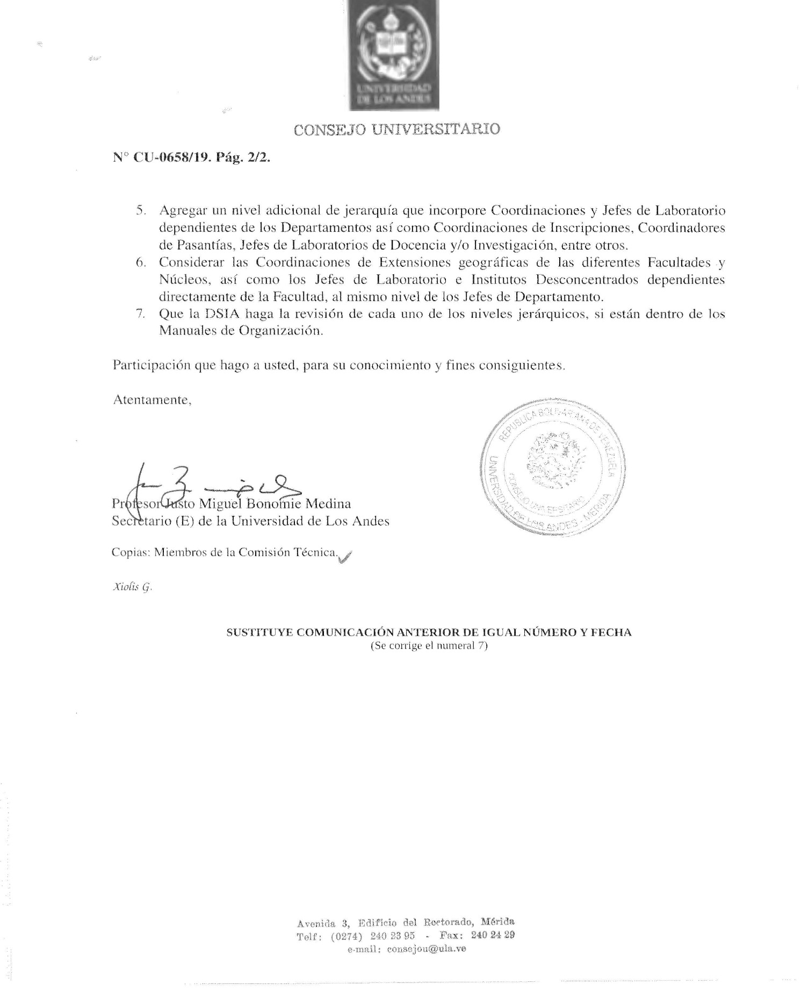 UNIVERSIDAD
DE LOS ANDES
CONSEJO UNIVERSITARIO
N° CU-0658/19. Pág. 2/2.
5. Agregar un nivel adicional de jerarquía que incorpore Coordinaciones y Jefes de Laboratorio
dependientes de los Departamentos así como Coordinaciones de Inscripciones, Coordinadores
de Pasantías, Jefes de Laboratorios de Docencia y/o Investigación, entre otros.
6. Considerar las Coordinaciones de Extensiones geográficas de las diferentes Facultades y
Núcleos, así como los Jefes de Laboratorio e Institutos Desconcentrados dependientes
directamente de la Facultad, al mismo nivel de los Jefes de Departamento.
7. Que la DSIA haga la revisión de cada uno de los niveles jerárquicos, si están dentro de los
Manuales de Organización.
Participación que hago a usted, para su conocimiento y fines consiguientes.
Atentamente,
REPUBLICA BOLIVARIANA DE VENEZUELA
UNIVERSIDAD DE LOS ANDES - MERIDA
CONSEJO UNIVERSITARIO
Profesor Justo Miguel Bonomie Medina
Secretario (E) de la Universidad de Los Andes
Copias: Miembros de la Comisión Técnica.
Xiolis G.
SUSTITUYE COMUNICACIÓN ANTERIOR DE IGUAL NÚMERO Y FECHA
(Se corrige el numeral 7)
Avenida 3, Edificio del Rectorado, Mérida
Telf: (0274) 240 23 95 - Fax: 240 24 29
e-mail: consejou@ula.ve